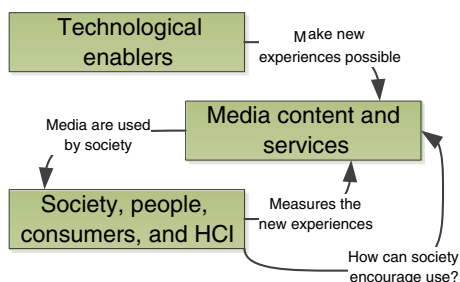 Technological
enablers
Make new
experiences possible
Media content and
services
Media are used
by society
Society, people,
consumers, and HCI
Measures the
new experiences
How can society
encourage use?